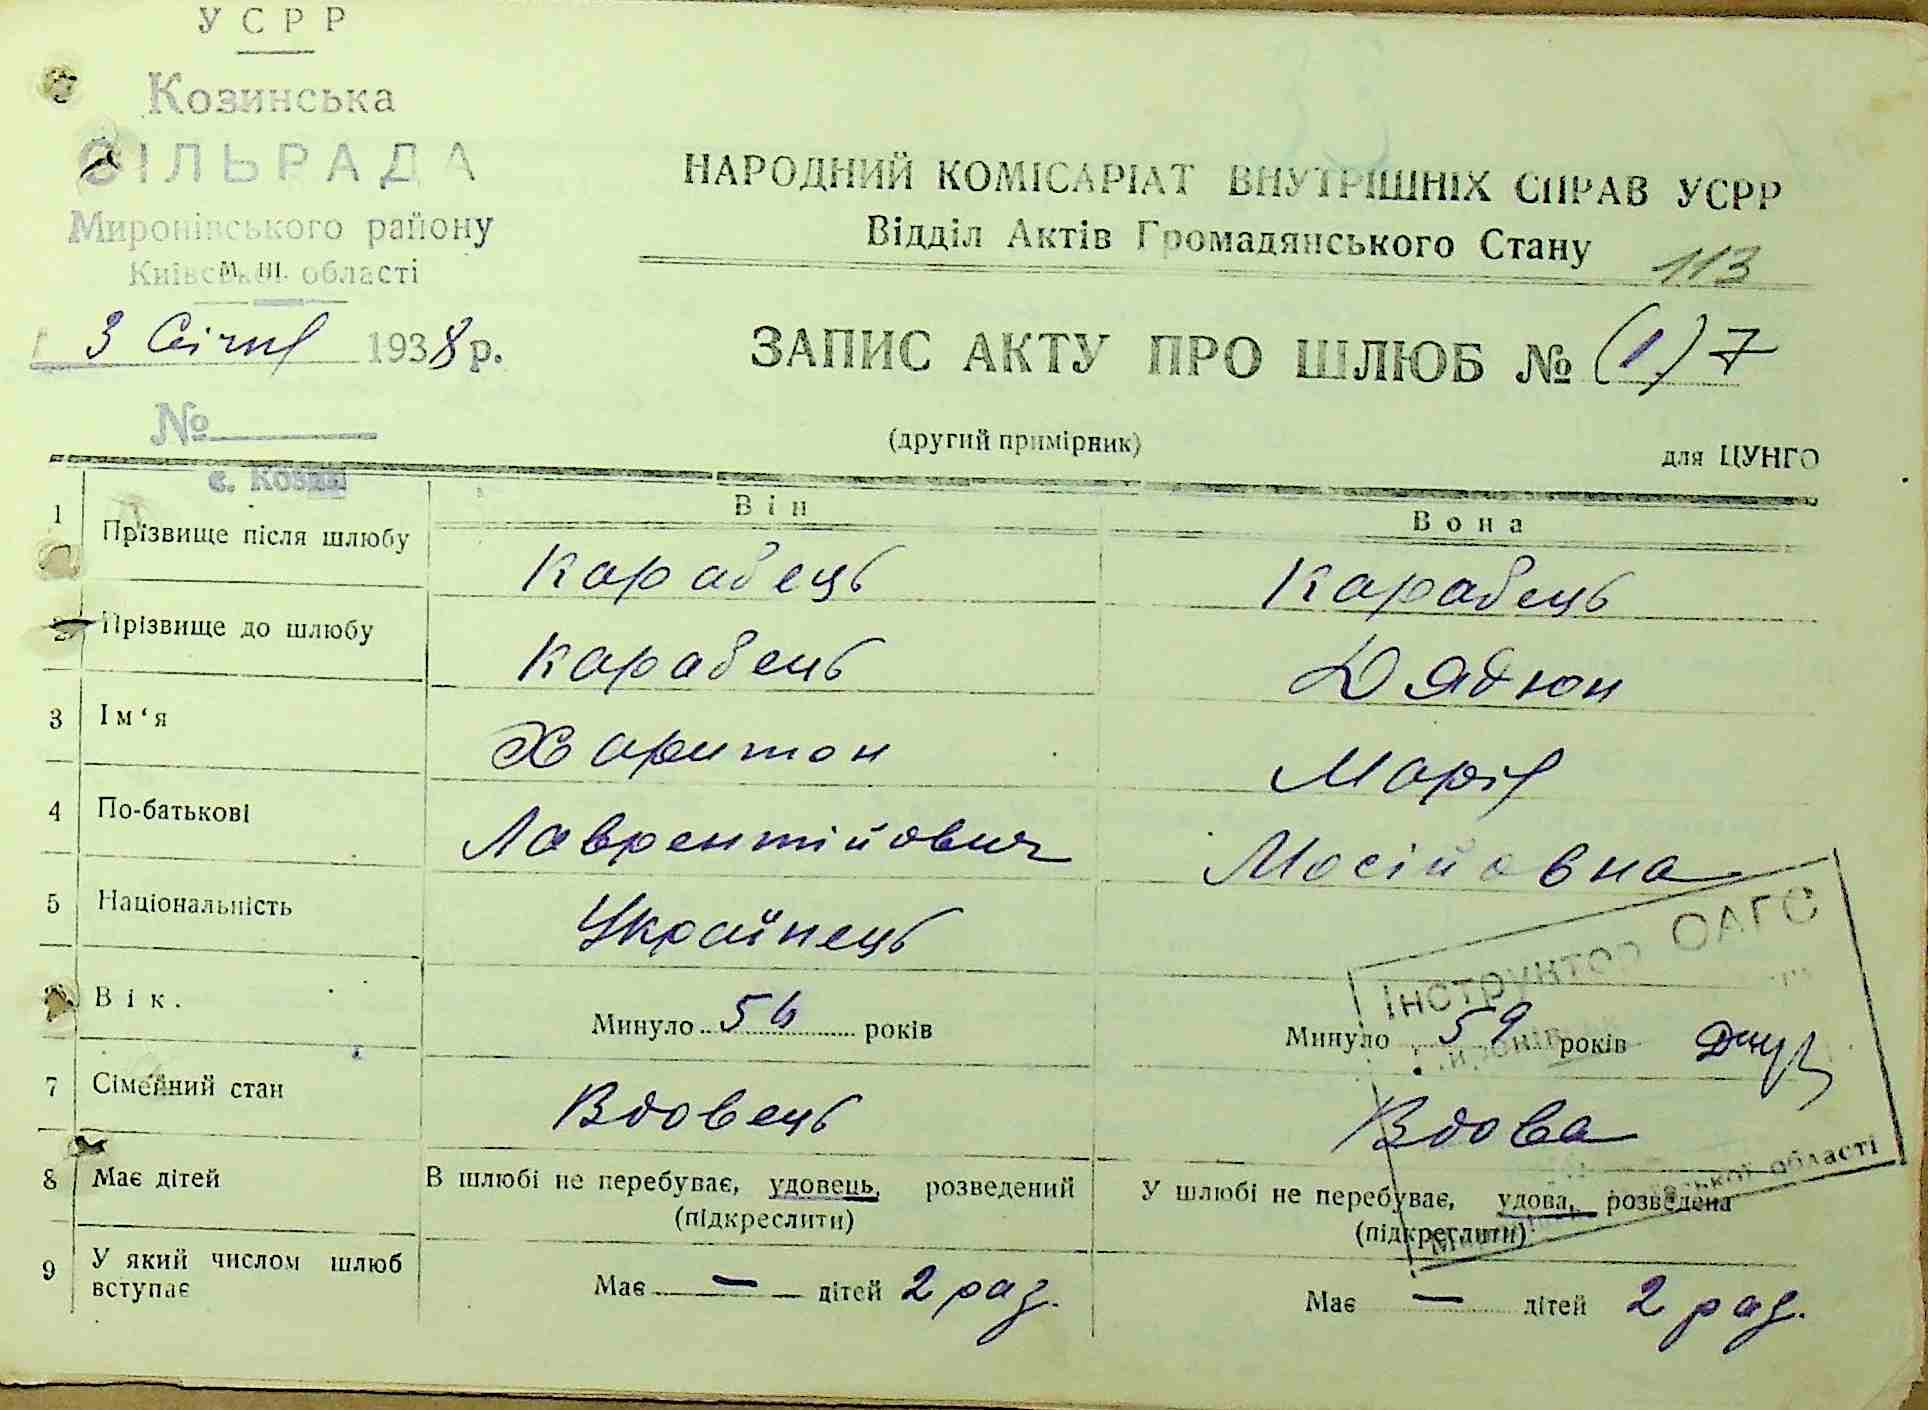 УСРР
Козинська
СІЛЬРАДА
Миронівського району
Київської області
М. Ш.
3 Січня 1938 р.
№
с. Козин
НАРОДНИЙ КОМІСАРІАТ ВНУТРІШНІХ СПРАВ УСРР
Відділ Актів Громадянського Стану
113
ЗАПИС АКТУ ПРО ШЛЮБ № (1) 7
(другий примірник)
для ЦУНГО
Він
Вона
1 Прізвище після шлюбу Карабець Карабець
2 Прізвище до шлюбу Карабець Дядюн
3 Ім‘я Харитон Марія
4 По-батькові Лаврентійович Мосійовна
5 Національність Українець
Інструктор ОАГС
Вік. Минуло 56 років Минуло 59 років
7 Сімейний стан Вдовець Вдова
області
8 Має дітей В шлюбі не перебуває, удовець, розведений У шлюбі не перебуває, удова, розведена
(підкреслити) (підкреслити)
9 У який числом шлюб вступає Має — дітей 2 раз. Має — дітей 2 раз.